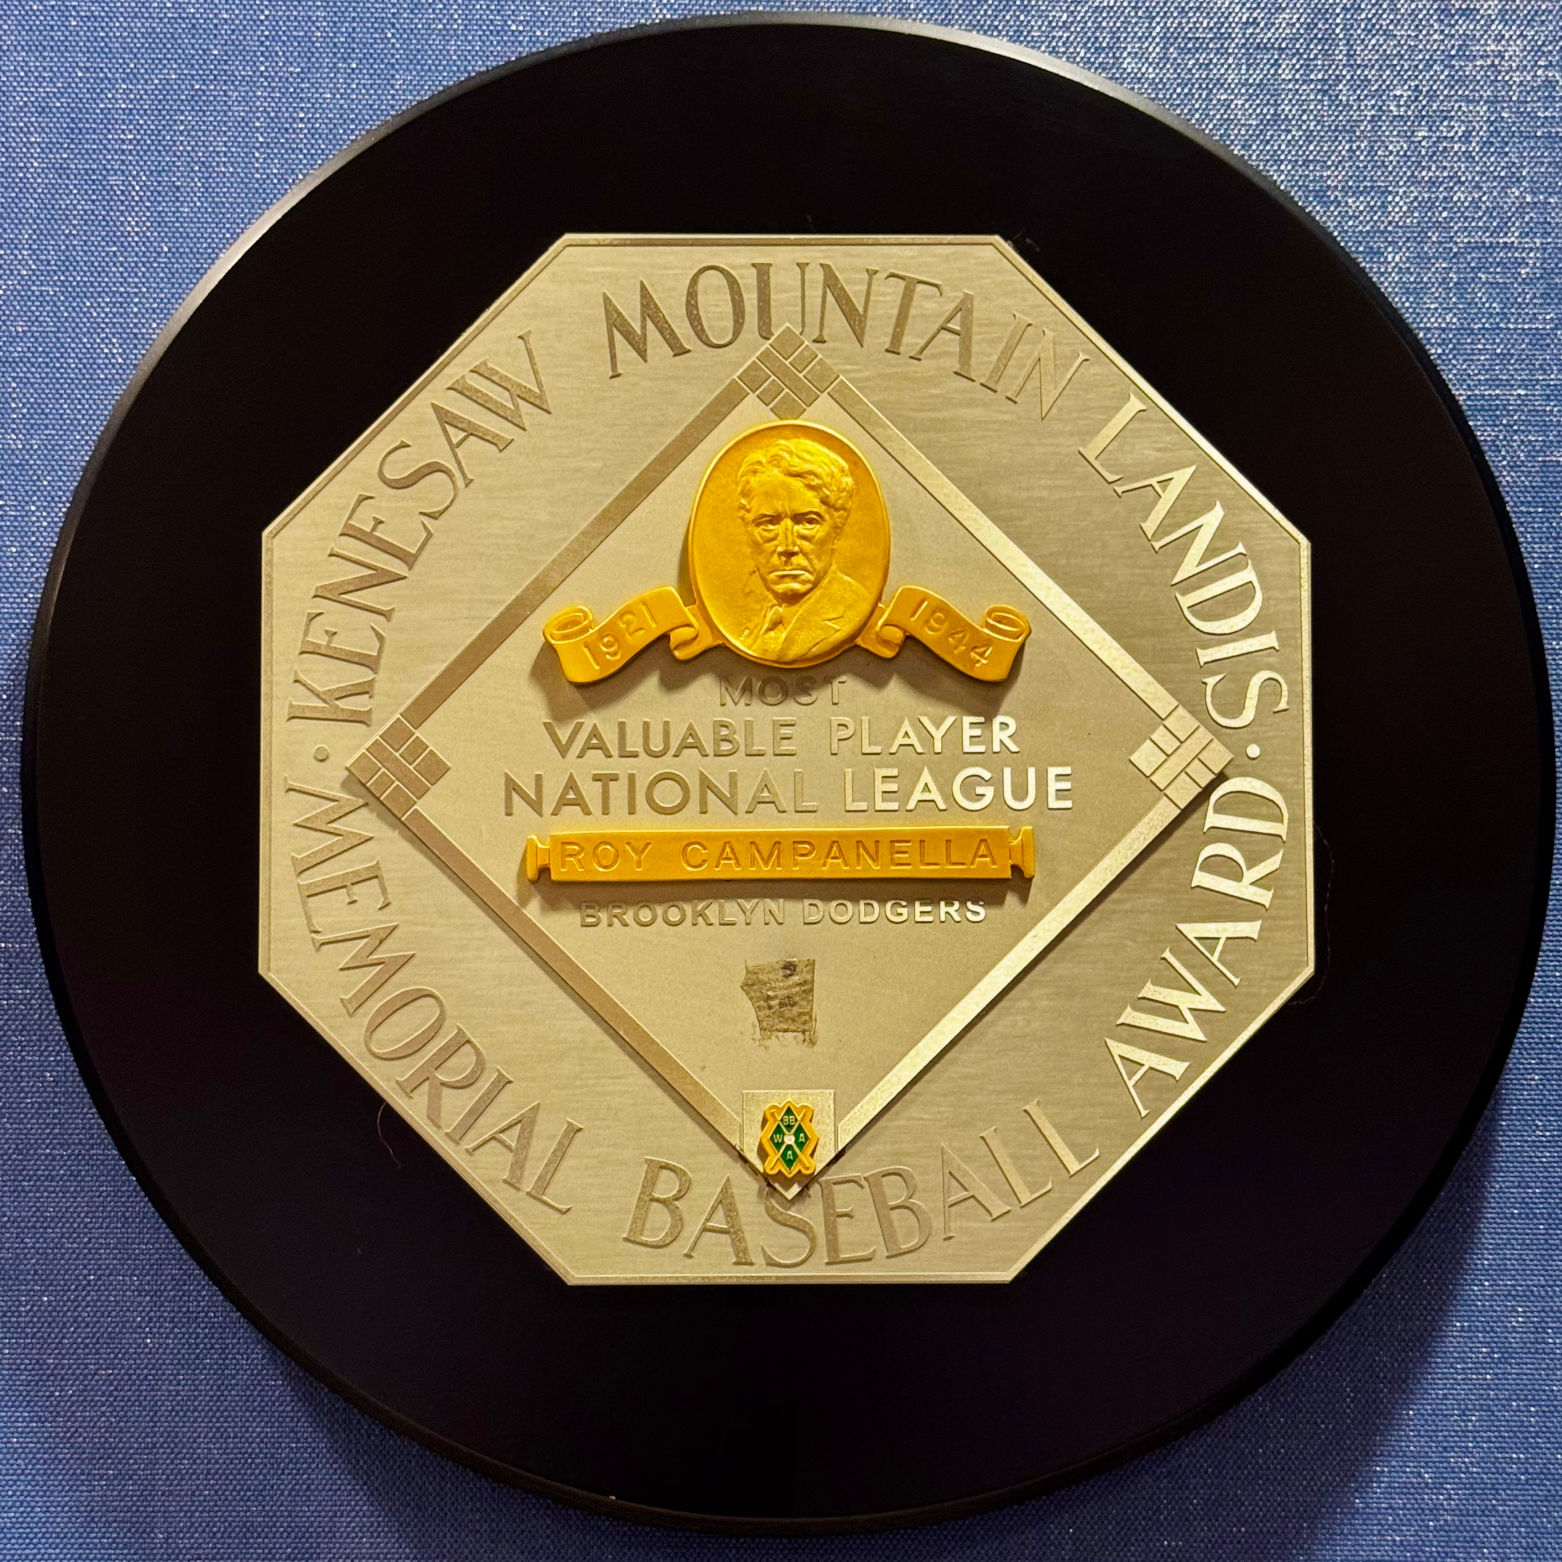 · KENESAW MOUNTAIN LANDIS ·
MEMORIAL BASEBALL AWARD
1921 1944
MOST
VALUABLE PLAYER
NATIONAL LEAGUE
ROY CAMPANELLA
BROOKLYN DODGERS
BB
W A
A